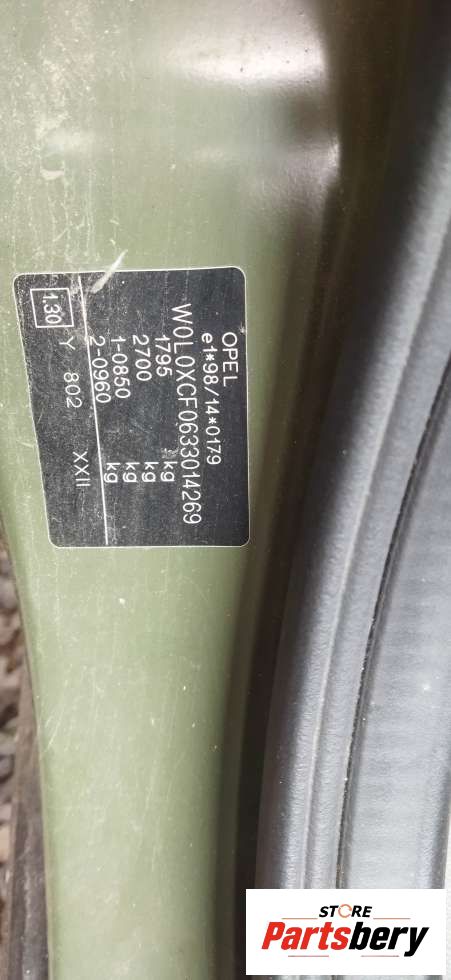 OPEL
e1*98/14*0179
W0L0XCF0633014269
1795 kg
2700 kg
1-0850 kg
2-0960 kg
1.30 Y 802 XXII
STORE
Partsbery